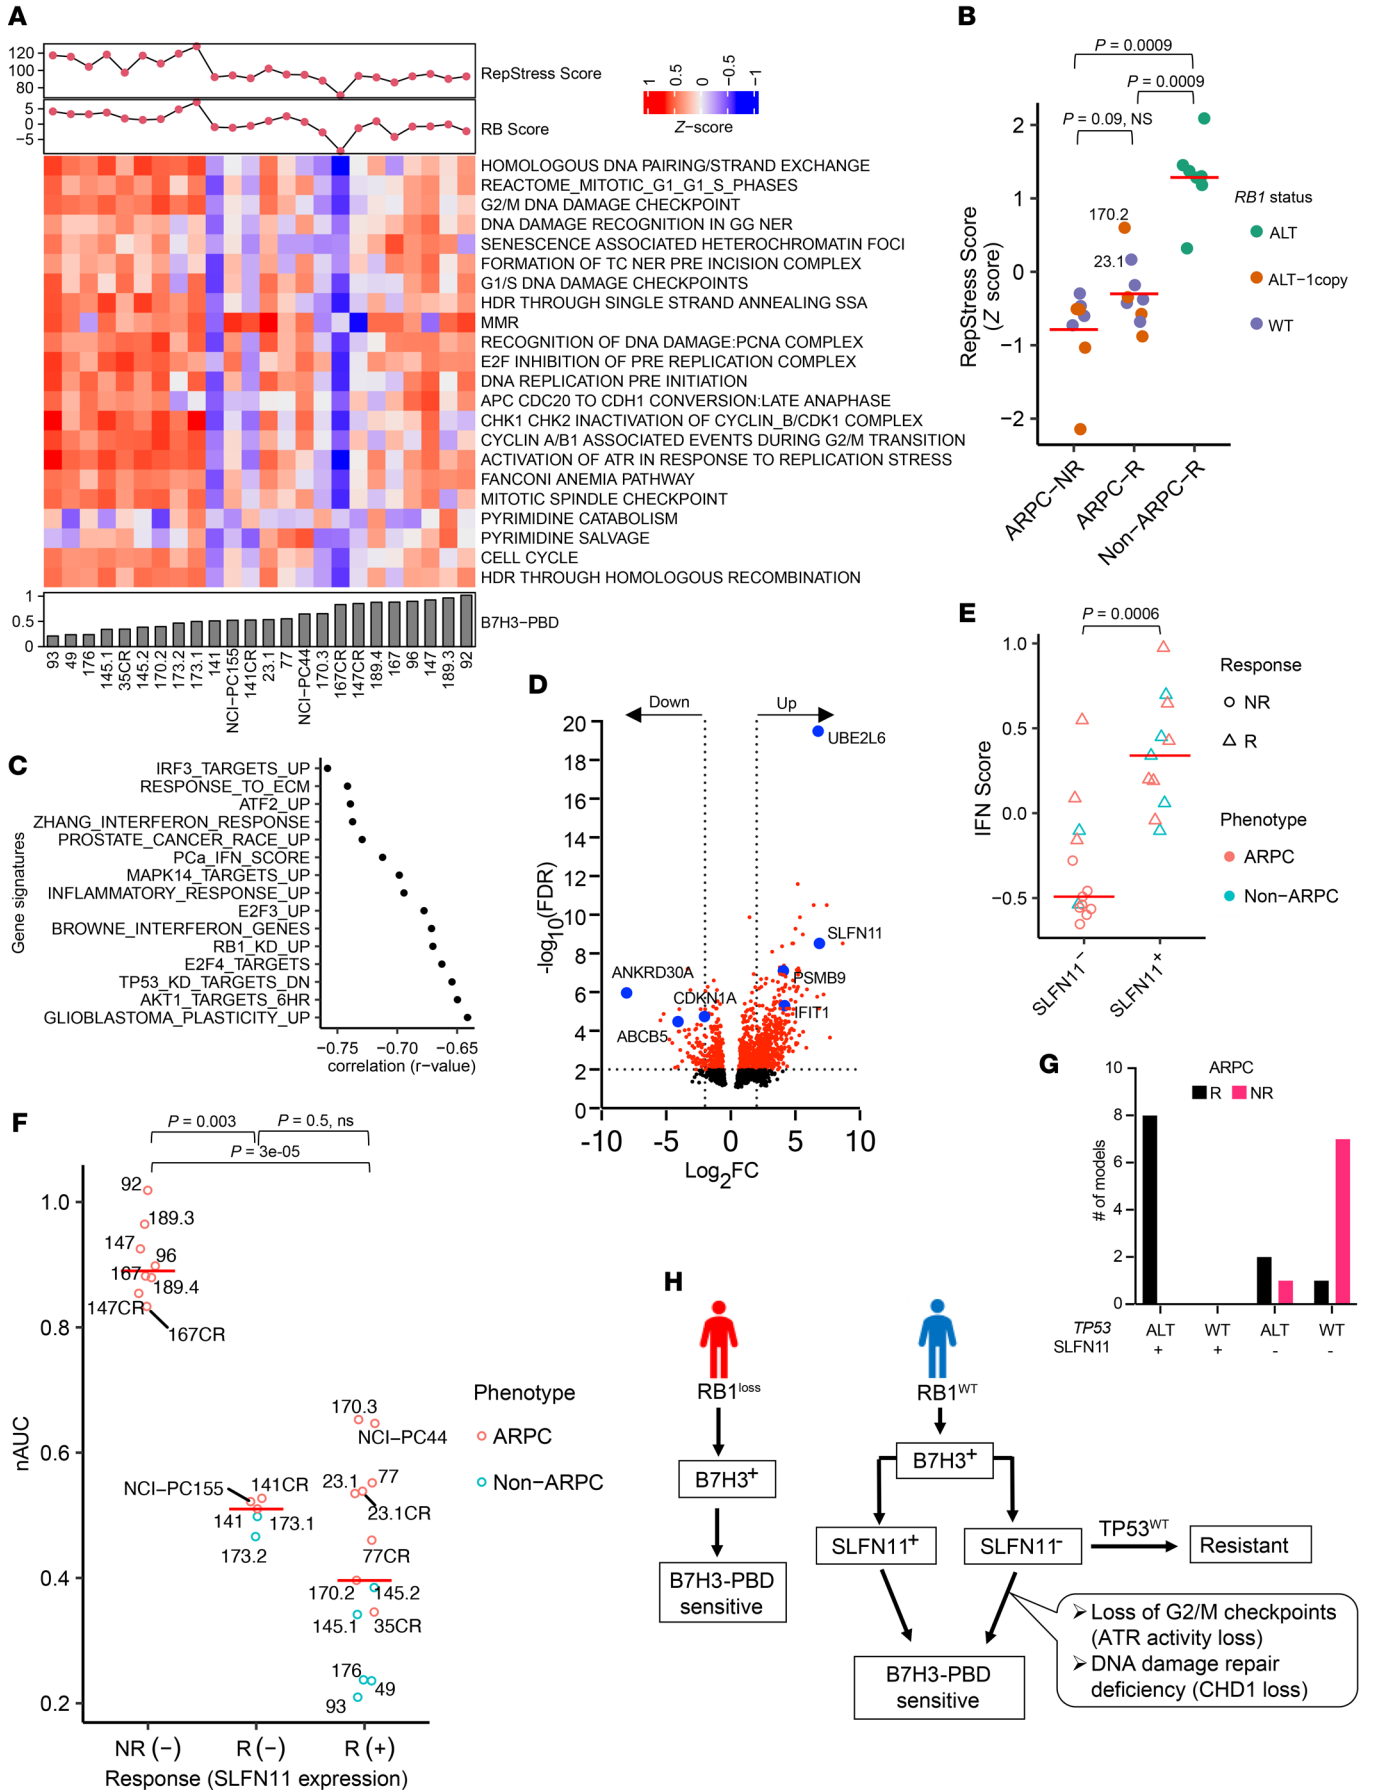 A
120
100
80
RepStress Score
5
0
−5
RB Score
1
0.5
0
−0.5
−1
Z−score
HOMOLOGOUS DNA PAIRING/STRAND EXCHANGE
REACTOME_MITOTIC_G1_G1_S_PHASES
G2/M DNA DAMAGE CHECKPOINT
DNA DAMAGE RECOGNITION IN GG NER
SENESCENCE ASSOCIATED HETEROCHROMATIN FOCI
FORMATION OF TC NER PRE INCISION COMPLEX
G1/S DNA DAMAGE CHECKPOINTS
HDR THROUGH SINGLE STRAND ANNEALING SSA
MMR
RECOGNITION OF DNA DAMAGE:PCNA COMPLEX
E2F INHIBITION OF PRE REPLICATION COMPLEX
DNA REPLICATION PRE INITIATION
APC CDC20 TO CDH1 CONVERSION:LATE ANAPHASE
CHK1 CHK2 INACTIVATION OF CYCLIN_B/CDK1 COMPLEX
CYCLIN A/B1 ASSOCIATED EVENTS DURING G2/M TRANSITION
ACTIVATION OF ATR IN RESPONSE TO REPLICATION STRESS
FANCONI ANEMIA PATHWAY
MITOTIC SPINDLE CHECKPOINT
PYRIMIDINE CATABOLISM
PYRIMIDINE SALVAGE
CELL CYCLE
HDR THROUGH HOMOLOGOUS RECOMBINATION
1
0.5
0
B7H3−PBD
93
49
176
145.1
35CR
145.2
170.2
173.2
173.1
141
NCI−PC155
141CR
23.1
77
NCI−PC44
170.3
167CR
147CR
189.4
167
96
147
189.3
92
B
P = 0.0009
P = 0.0009
P = 0.09, NS
RepStress Score
(Z score)
2
1
0
−1
−2
170.2
23.1
ARPC−NR
ARPC−R
Non−ARPC−R
RB1 status
ALT
ALT−1copy
WT
C
Gene signatures
IRF3_TARGETS_UP
RESPONSE_TO_ECM
ATF2_UP
ZHANG_INTERFERON_RESPONSE
PROSTATE_CANCER_RACE_UP
PCa_IFN_SCORE
MAPK14_TARGETS_UP
INFLAMMATORY_RESPONSE_UP
E2F3_UP
BROWNE_INTERFERON_GENES
RB1_KD_UP
E2F4_TARGETS
TP53_KD_TARGETS_DN
AKT1_TARGETS_6HR
GLIOBLASTOMA_PLASTICITY_UP
−0.75
−0.70
−0.65
correlation (r−value)
D
Down
Up
-log10(FDR)
20
18
16
14
12
10
8
6
4
2
0
UBE2L6
SLFN11
ANKRD30A
PSMB9
CDKN1A
IFIT1
ABCB5
-10
-5
0
5
10
Log2FC
E
P = 0.0006
IFN Score
1.0
0.5
0.0
−0.5
SLFN11−
SLFN11+
Response
NR
R
Phenotype
ARPC
Non−ARPC
F
P = 0.003
P = 0.5, ns
P = 3e-05
nAUC
1.0
0.8
0.6
0.4
0.2
92
189.3
147
96
167
189.4
147CR
167CR
NCI−PC155
141CR
141
173.1
173.2
170.3
NCI−PC44
23.1
77
23.1CR
77CR
170.2
145.2
145.1
35CR
176
49
93
NR (−)
R (−)
R (+)
Response (SLFN11 expression)
Phenotype
ARPC
Non−ARPC
G
ARPC
R
NR
# of models
10
8
6
4
2
0
TP53
ALT
WT
ALT
WT
SLFN11
+
+
-
-
H
RB1loss
B7H3+
B7H3-PBD
sensitive
RB1WT
B7H3+
SLFN11+
SLFN11-
TP53WT
Resistant
B7H3-PBD
sensitive
➢Loss of G2/M checkpoints
(ATR activity loss)
➢DNA damage repair
deficiency (CHD1 loss)